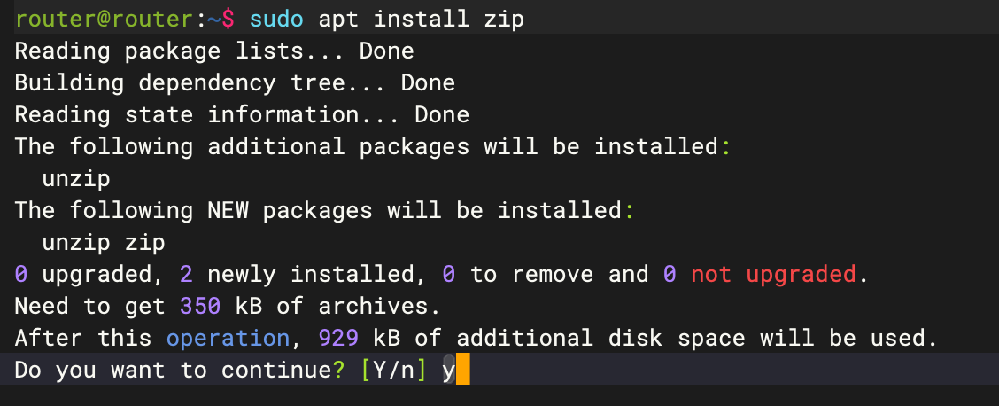 router@router:~$ sudo apt install zip
Reading package lists... Done
Building dependency tree... Done
Reading state information... Done
The following additional packages will be installed:
  unzip
The following NEW packages will be installed:
  unzip zip
0 upgraded, 2 newly installed, 0 to remove and 0 not upgraded.
Need to get 350 kB of archives.
After this operation, 929 kB of additional disk space will be used.
Do you want to continue? [Y/n] y